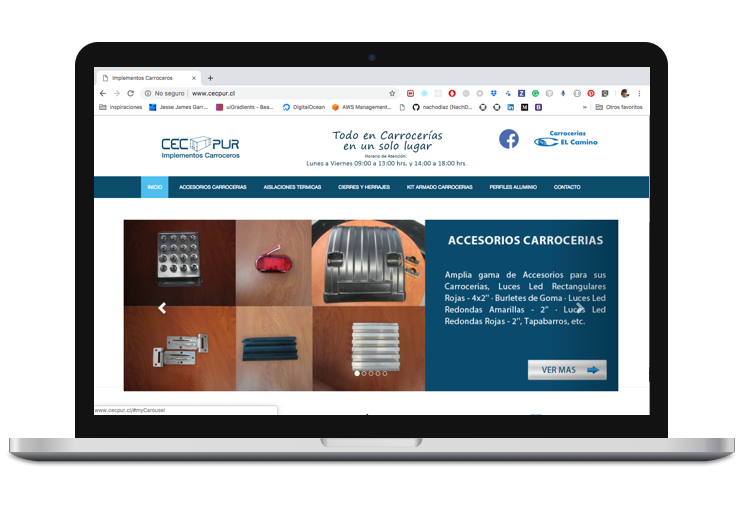 Implementos Carroceros
No seguro
www.cecpur.cl
inspiraciones
Jesse James Garr...
uiGradients - Bea...
DigitalOcean
AWS Management...
nachodiaz (NachD...
Otros favoritos
CEC PUR
Implementos Carroceros
Todo en Carrocerías
en un solo lugar
Horario de Atención:
Lunes a Viernes 09:00 a 13:00 hrs. y 14:00 a 18:00 hrs.
Carrocerias
EL Camino
INICIO
ACCESORIOS CARROCERIAS
AISLACIONES TERMICAS
CIERRES Y HERRAJES
KIT ARMADO CARROCERIAS
PERFILES ALUMINIO
CONTACTO
ACCESORIOS CARROCERIAS
Amplia gama de Accesorios para sus
Carrocerias, Luces Led Rectangulares
Rojas - 4x2" · Burletes de Goma · Luces Led
Redondas Amarillas - 2" · Luces Led
Redondas Rojas - 2", Tapabarros, etc.
VER MAS
www.cecpur.cl/#myCarousel